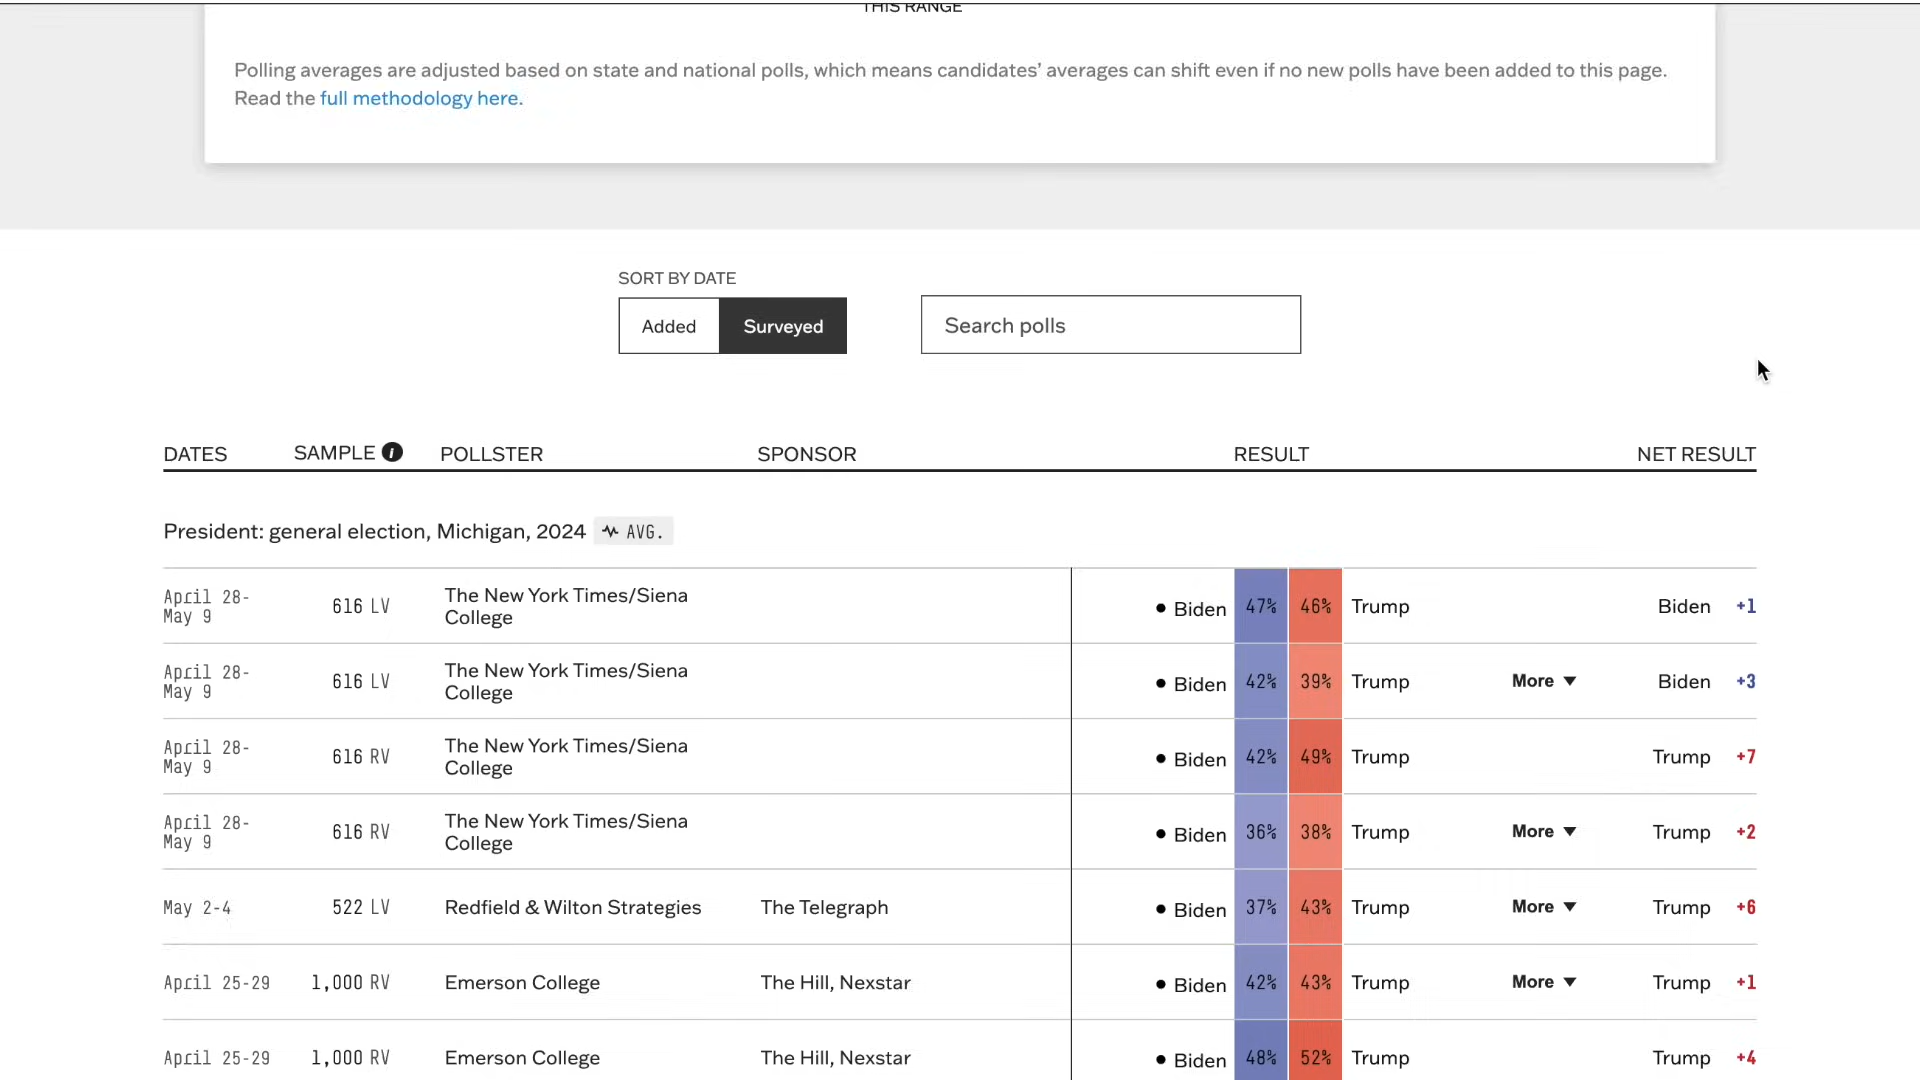 THIS RANGE
Polling averages are adjusted based on state and national polls, which means candidates’ averages can shift even if no new polls have been added to this page.
Read the full methodology here.
SORT BY DATE
Added Surveyed Search polls
DATES SAMPLE i POLLSTER SPONSOR RESULT NET RESULT
President: general election, Michigan, 2024 AVG.
April 28-
May 9 616 LV The New York Times/Siena
College Biden 47% 46% Trump Biden +1
April 28-
May 9 616 LV The New York Times/Siena
College Biden 42% 39% Trump More ▼ Biden +3
April 28-
May 9 616 RV The New York Times/Siena
College Biden 42% 49% Trump Trump +7
April 28-
May 9 616 RV The New York Times/Siena
College Biden 36% 38% Trump More ▼ Trump +2
May 2-4 522 LV Redfield & Wilton Strategies The Telegraph Biden 37% 43% Trump More ▼ Trump +6
April 25-29 1,000 RV Emerson College The Hill, Nexstar Biden 42% 43% Trump More ▼ Trump +1
April 25-29 1,000 RV Emerson College The Hill, Nexstar Biden 48% 52% Trump Trump +4